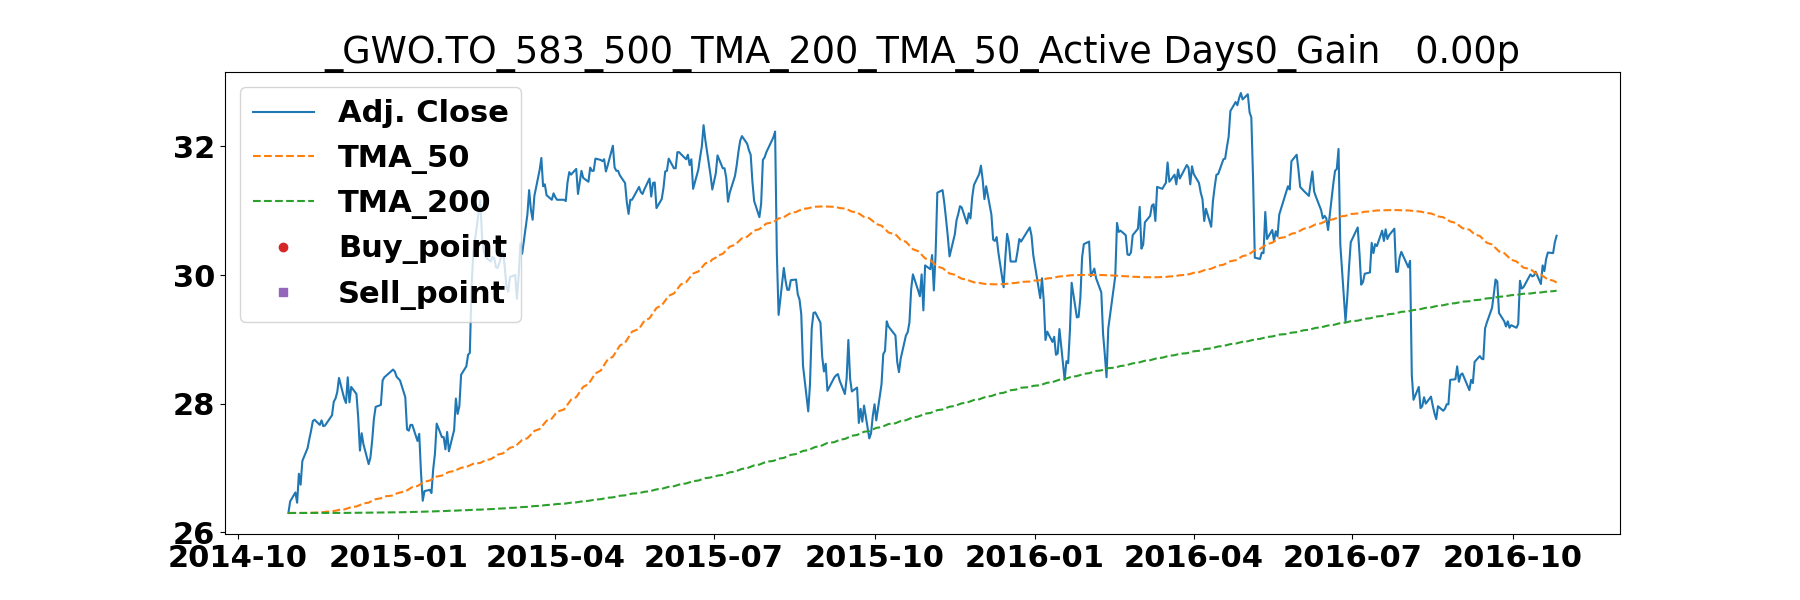 _GWO.TO_583_500_TMA_200_TMA_50_Active Days0_Gain   0.00p
Adj. Close
TMA_50
TMA_200
Buy_point
Sell_point
32
30
28
26
2014-10 2015-01 2015-04 2015-07 2015-10 2016-01 2016-04 2016-07 2016-10